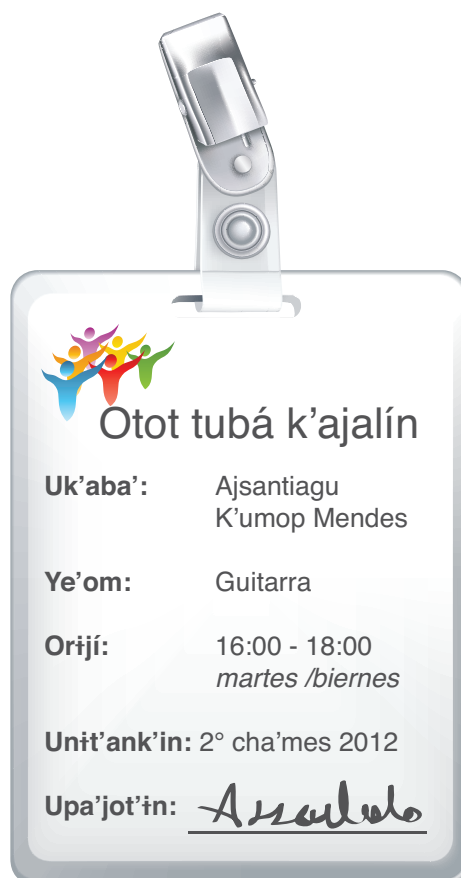 Otot tubá k’ajalín
Uk’aba’: Ajsantiagu
K’umop Mendes
Ye’om: Guitarra
Orɨjí: 16:00 - 18:00
martes /biernes
Unɨt’ank’in: 2° cha’mes 2012
Upa’jot’ɨn: